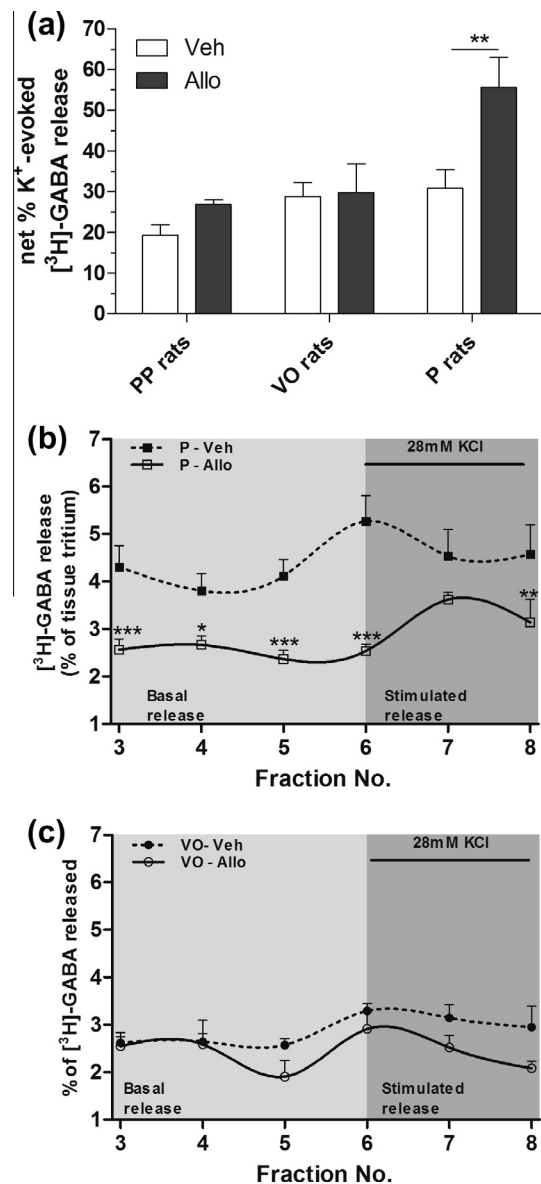 (a)
Veh
Allo
**
net % K⁺-evoked
[³H]-GABA release
70
60
50
40
30
20
10
0
PP rats
VO rats
P rats
(b)
P - Veh
P - Allo
28mM KCl
[³H]-GABA release
(% of tissue tritium)
7
6
5
4
3
2
1
***
*
***
***
**
Basal
release
Stimulated
release
3
4
5
6
7
8
Fraction No.
(c)
VO- Veh
VO - Allo
28mM KCl
% of [³H]-GABA released
7
6
5
4
3
2
1
Basal
release
Stimulated
release
3
4
5
6
7
8
Fraction No.